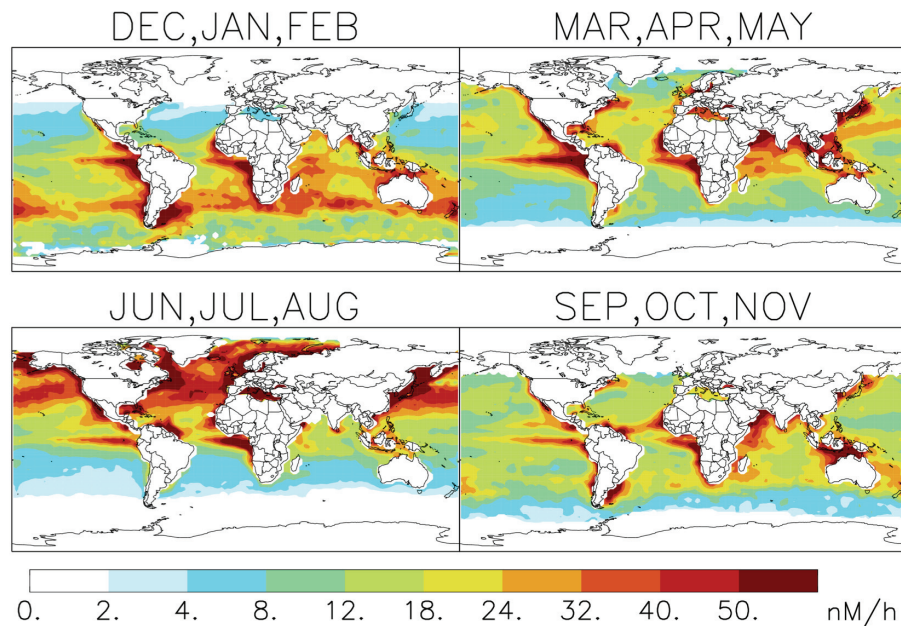 DEC,JAN,FEB MAR,APR,MAY
JUN,JUL,AUG SEP,OCT,NOV
0. 2. 4. 8. 12. 18. 24. 32. 40. 50. nM/h